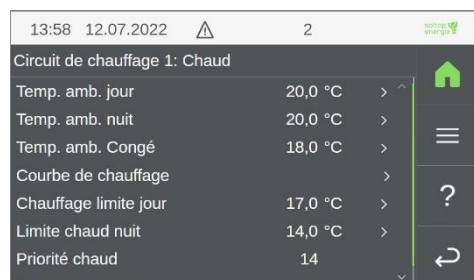 13:58 12.07.2022 2
soltop energie
Circuit de chauffage 1: Chaud
Temp. amb. jour 20,0 °C >
Temp. amb. nuit 20,0 °C >
Temp. amb. Congé 18,0 °C >
Courbe de chauffage >
Chauffage limite jour 17,0 °C >
Limite chaud nuit 14,0 °C >
Priorité chaud 14
?